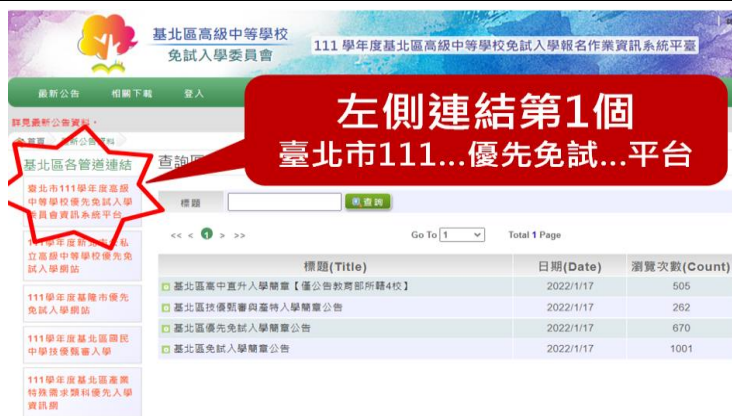 基北區高級中等學校
免試入學委員會
111 學年度基北區高級中等學校免試入學報名作業資訊系統平臺
最新公告 相關下載 登入
詳見最新公告資料。
左側連結第1個
臺北市111...優先免試...平台
基北區各管道連結
臺北市111學年度高級
中等學校優先免試入學
委員會資訊系統平台
111學年度新北市公私
立高級中等學校優先免
試入學網站
111學年度基隆市優先
免試入學網站
111學年度基北區國民
中學技優甄審入學
111學年度基北區產業
特殊需求類科優先入學
資訊網
標題 查詢
<< < 1 > >> Go To 1 Total 1 Page
標題(Title) 日期(Date) 瀏覽次數(Count)
基北區高中直升入學簡章【僅公告教育部所轄4校】 2022/1/17 505
基北區技優甄審與產特入學簡章公告 2022/1/17 262
基北區優先免試入學簡章公告 2022/1/17 670
基北區免試入學簡章公告 2022/1/17 1001